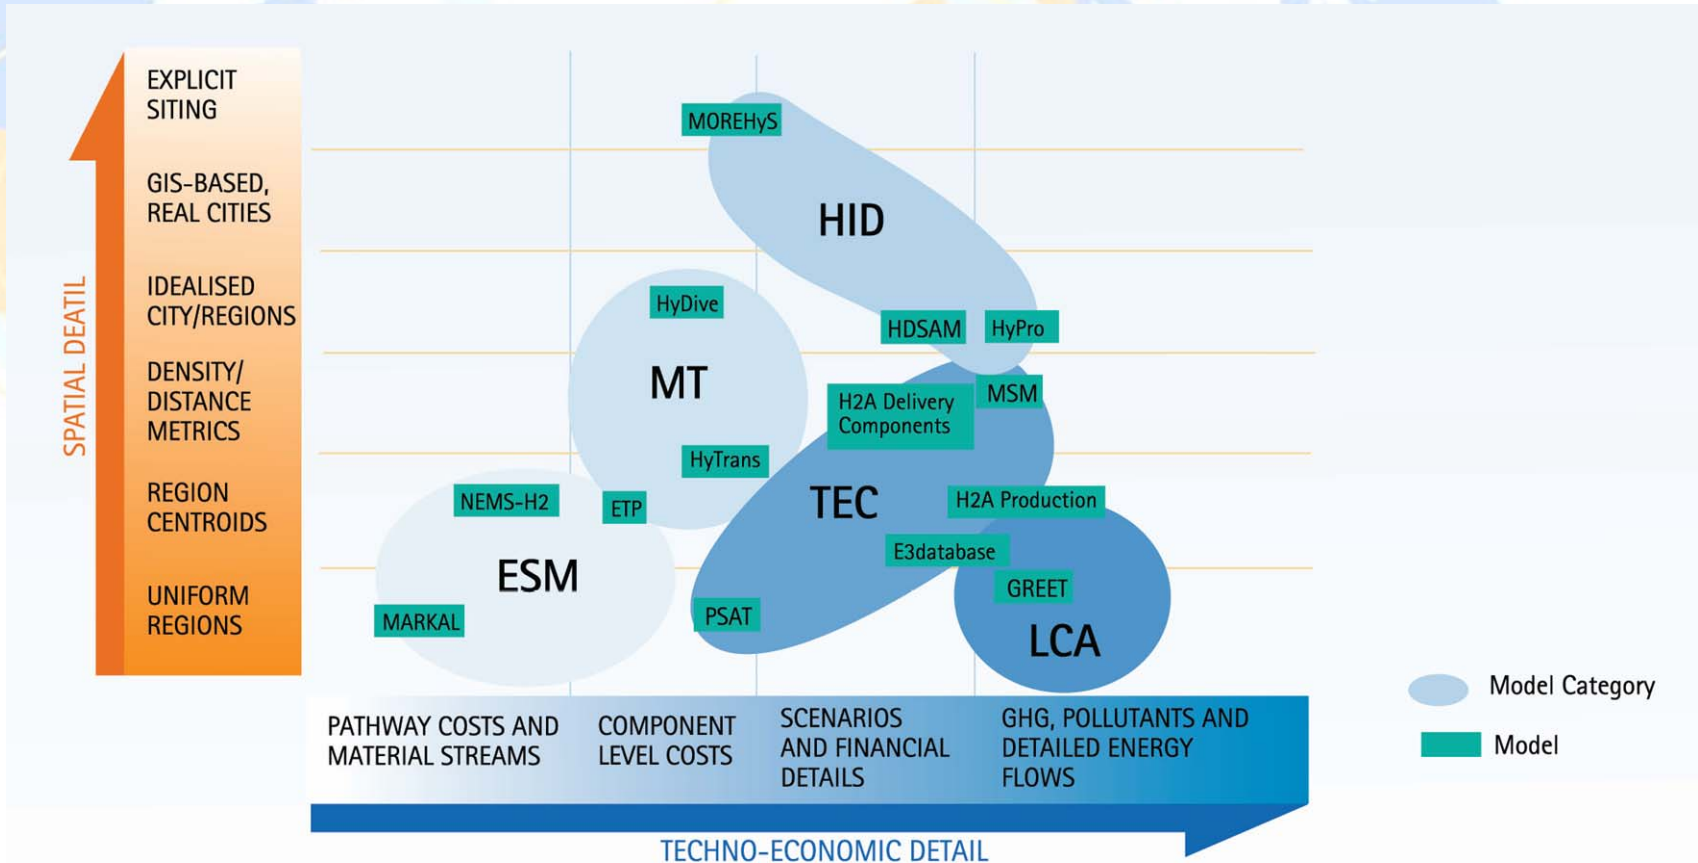 EXPLICIT
SITING
GIS-BASED,
REAL CITIES
IDEALISED
CITY/REGIONS
DENSITY/
DISTANCE
METRICS
REGION
CENTROIDS
UNIFORM
REGIONS
SPATIAL DEATIL
MOREHyS
HID
HyDive
HDSAM
HyPro
MT
MSM
H2A Delivery
Components
HyTrans
NEMS-H2
ETP
TEC
H2A Production
E3database
ESM
GREET
MARKAL
PSAT
LCA
Model Category
Model
PATHWAY COSTS AND
MATERIAL STREAMS
COMPONENT
LEVEL COSTS
SCENARIOS
AND FINANCIAL
DETAILS
GHG, POLLUTANTS AND
DETAILED ENERGY
FLOWS
TECHNO-ECONOMIC DETAIL